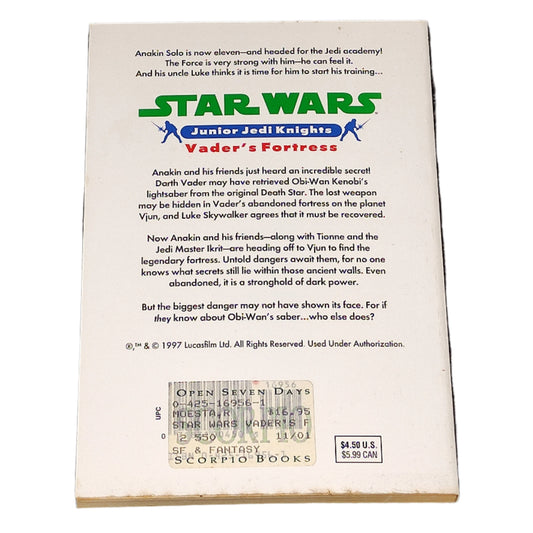 Anakin Solo is now eleven—and headed for the Jedi academy!
The Force is very strong with him—he can feel it.
And his uncle Luke thinks it is time for him to start his training...
STAR WARS
Junior Jedi Knights
Vader's Fortress
Anakin and his friends just heard an incredible secret!
Darth Vader may have retrieved Obi-Wan Kenobi's
lightsaber from the original Death Star. The lost weapon
may be hidden in Vader's abandoned fortress on the planet
Vjun, and Luke Skywalker agrees that it must be recovered.
Now Anakin and his friends—along with Tionne and the
Jedi Master Ikrit—are heading off to Vjun to find the
legendary fortress. Untold dangers await them, for no one
knows what secrets still lie within those ancient walls. Even
abandoned, it is a stronghold of dark power.
But the biggest danger may not have shown its face. For if
they know about Obi-Wan's saber...who else does?
®,™ & © 1997 Lucasfilm Ltd. All Rights Reserved. Used Under Authorization.
16956
OPEN SEVEN DAYS
0-425-16956-1
MOESTA,R $16.95
STAR WARS VADER'S F
2 550 11/01
SF & FANTASY
SCORPIO BOOKS
UPC
0
SCORPIO
$4.50 U.S.
$5.99 CAN